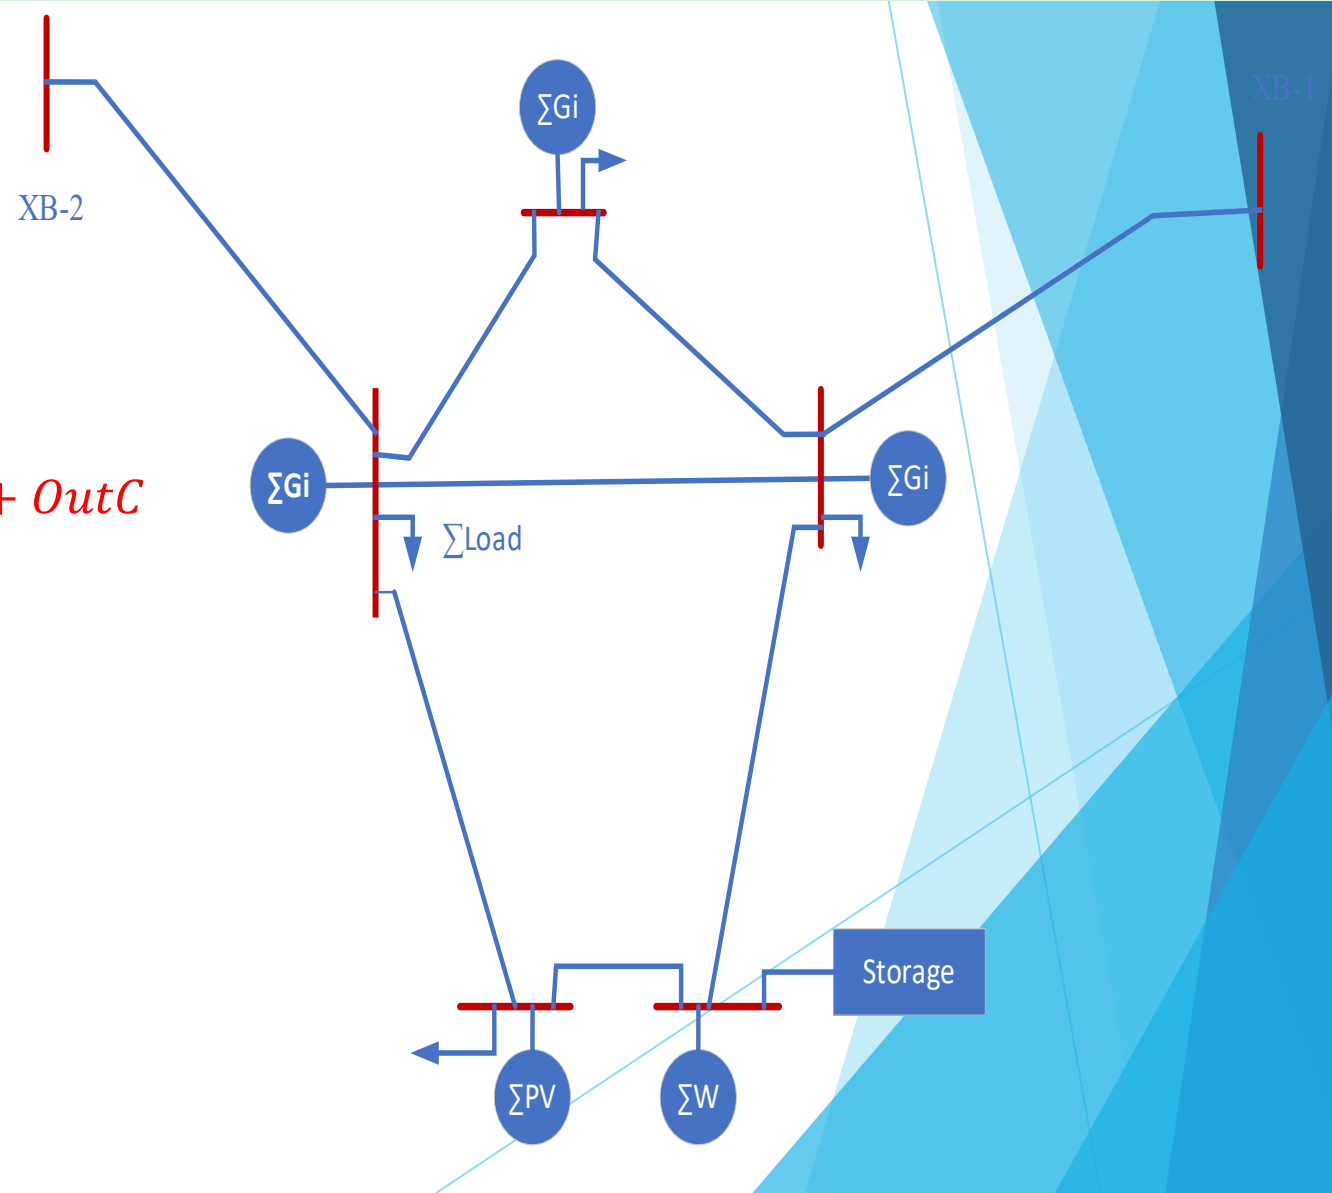 XB-1
∑Gi
XB-2
∑Gi
∑Gi
+ OutC
∑Load
Storage
∑PV
∑W